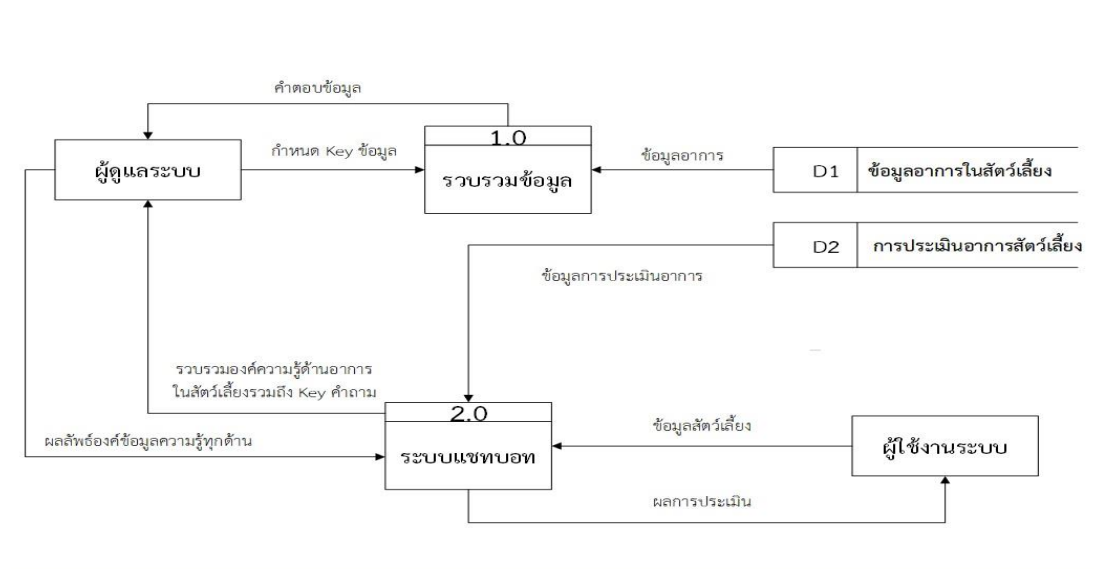 คำตอบข้อมูล
1.0
กำหนด Key ข้อมูล
ผู้ดูแลระบบ
รวบรวมข้อมูล
ข้อมูลอาการ
D1
ข้อมูลอาการในสัตว์เลี้ยง
D2
การประเมินอาการสัตว์เลี้ยง
ข้อมูลการประเมินอาการ
รวบรวมองค์ความรู้ด้านอาการ
ในสัตว์เลี้ยงรวมถึง Key คำถาม
2.0
ผลลัพธ์องค์ข้อมูลความรู้ทุกด้าน
ระบบแชทบอท
ข้อมูลสัตว์เลี้ยง
ผู้ใช้งานระบบ
ผลการประเมิน